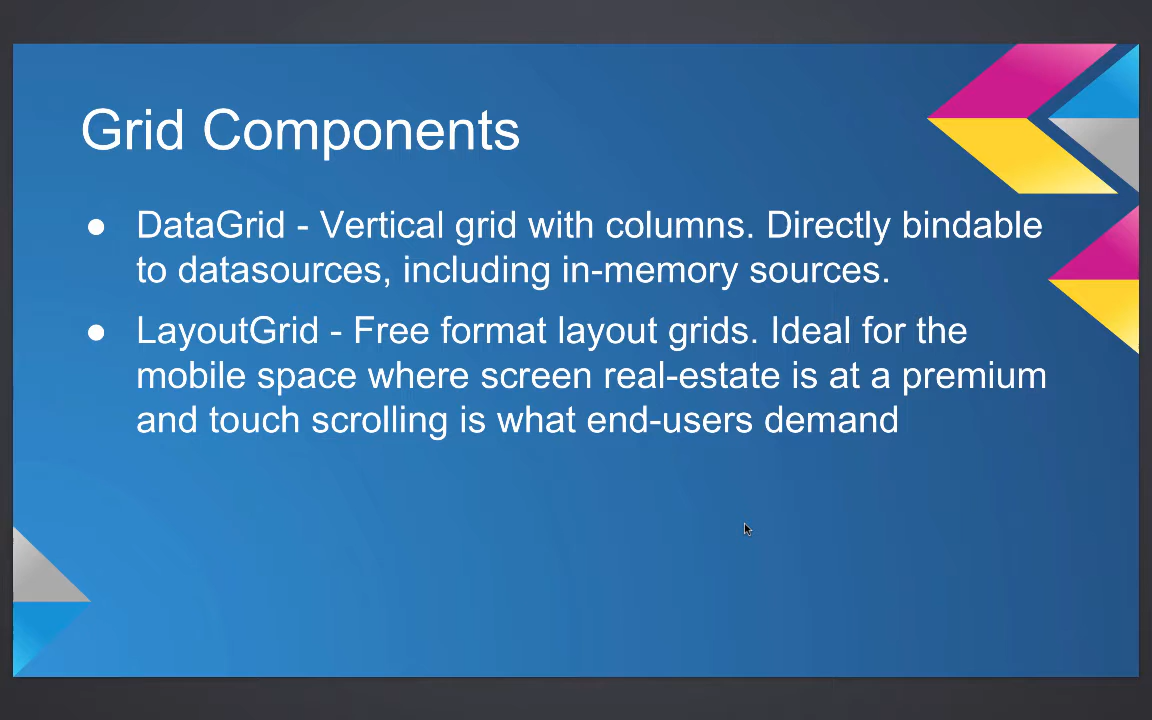 Grid Components
● DataGrid - Vertical grid with columns. Directly bindable
to datasources, including in-memory sources.
● LayoutGrid - Free format layout grids. Ideal for the
mobile space where screen real-estate is at a premium
and touch scrolling is what end-users demand